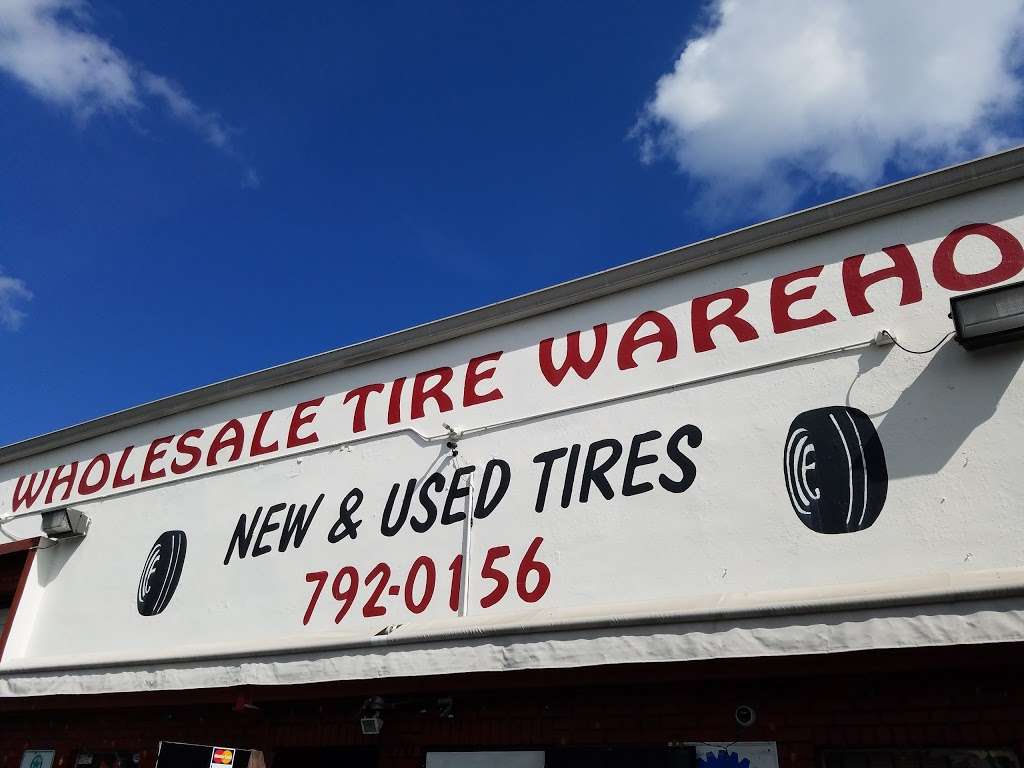 WHOLESALE TIRE WAREHO
NEW & USED TIRES
792-0156